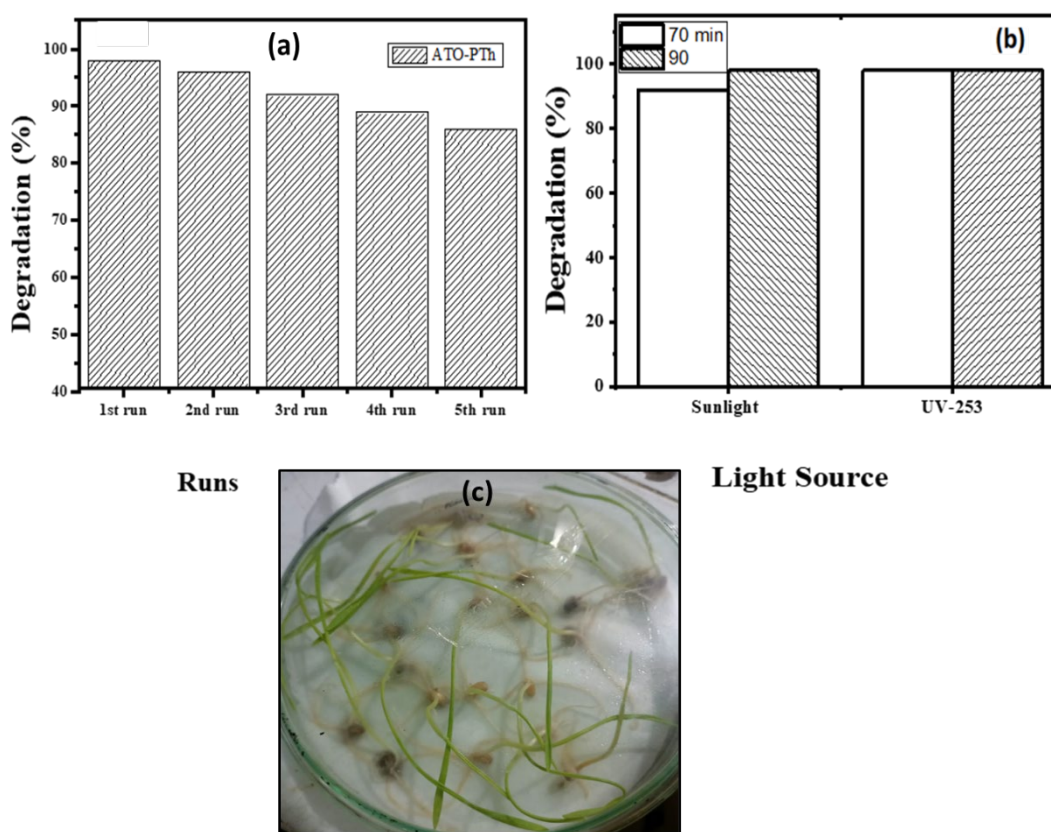 (a)
ATO-PTh
Degradation (%)
100
90
80
70
60
50
40
1st run
2nd run
3rd run
4th run
5th run
Runs
(b)
70 min
90
Degradation (%)
100
80
60
40
20
0
Sunlight
UV-253
Light Source
(c)